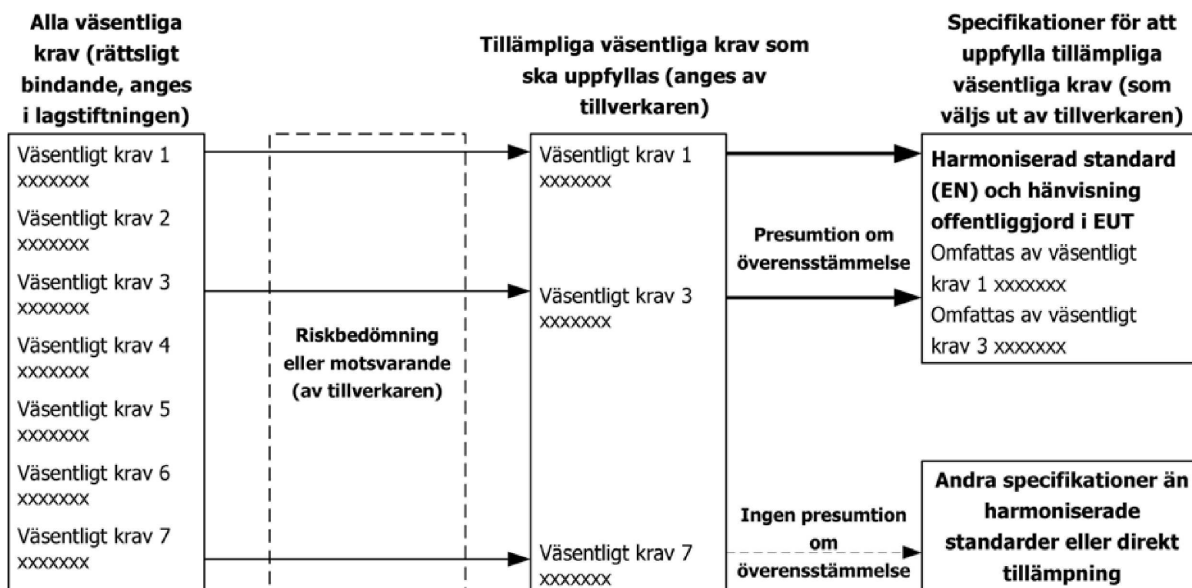 Alla väsentliga
krav (rättsligt
bindande, anges
i lagstiftningen)
Väsentligt krav 1
xxxxxxx
Väsentligt krav 2
xxxxxxx
Väsentligt krav 3
xxxxxxx
Väsentligt krav 4
xxxxxxx
Väsentligt krav 5
xxxxxxx
Väsentligt krav 6
xxxxxxx
Väsentligt krav 7
xxxxxxx
Riskbedömning
eller motsvarande
(av tillverkaren)
Tillämpliga väsentliga krav som
ska uppfyllas (anges av
tillverkaren)
Väsentligt krav 1
xxxxxxx
Väsentligt krav 3
xxxxxxx
Väsentligt krav 7
xxxxxxx
Presumtion om
överensstämmelse
Ingen presumtion
om
överensstämmelse
Specifikationer för att
uppfylla tillämpliga
väsentliga krav (som
väljs ut av tillverkaren)
Harmoniserad standard
(EN) och hänvisning
offentliggjord i EUT
Omfattas av väsentligt
krav 1 xxxxxxx
Omfattas av väsentligt
krav 3 xxxxxxx
Andra specifikationer än
harmoniserade
standarder eller direkt
tillämpning